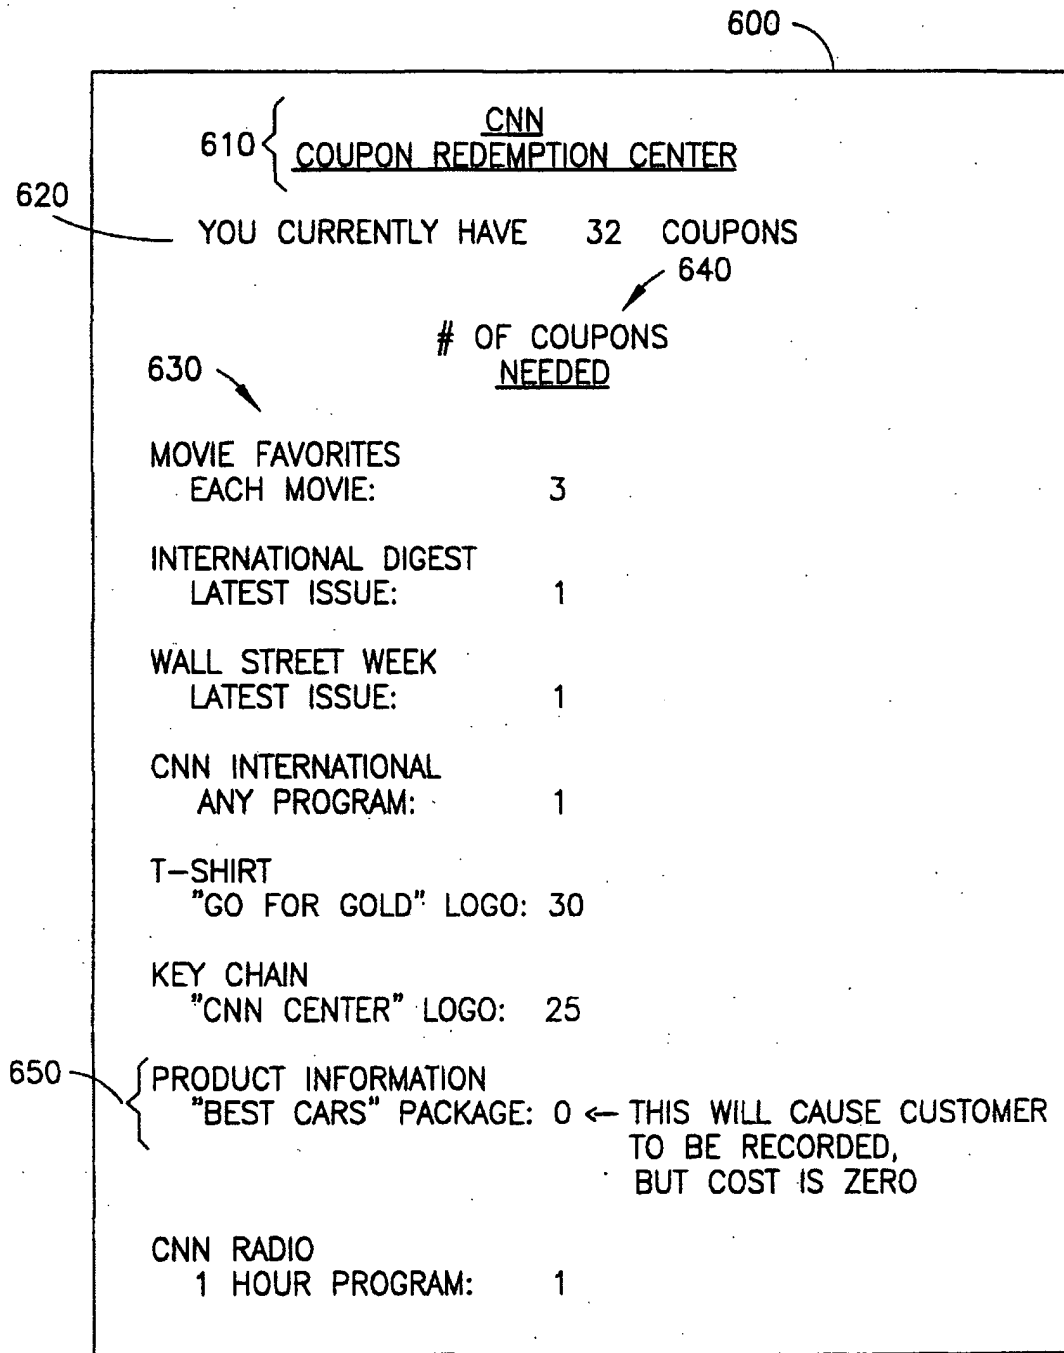 600
CNN
610 COUPON REDEMPTION CENTER
620
YOU CURRENTLY HAVE 32 COUPONS
640
# OF COUPONS
NEEDED
630
MOVIE FAVORITES
EACH MOVIE: 3
INTERNATIONAL DIGEST
LATEST ISSUE: 1
WALL STREET WEEK
LATEST ISSUE: 1
CNN INTERNATIONAL
ANY PROGRAM: 1
T-SHIRT
"GO FOR GOLD" LOGO: 30
KEY CHAIN
"CNN CENTER" LOGO: 25
650 PRODUCT INFORMATION
"BEST CARS" PACKAGE: 0 ← THIS WILL CAUSE CUSTOMER
TO BE RECORDED,
BUT COST IS ZERO
CNN RADIO
1 HOUR PROGRAM: 1